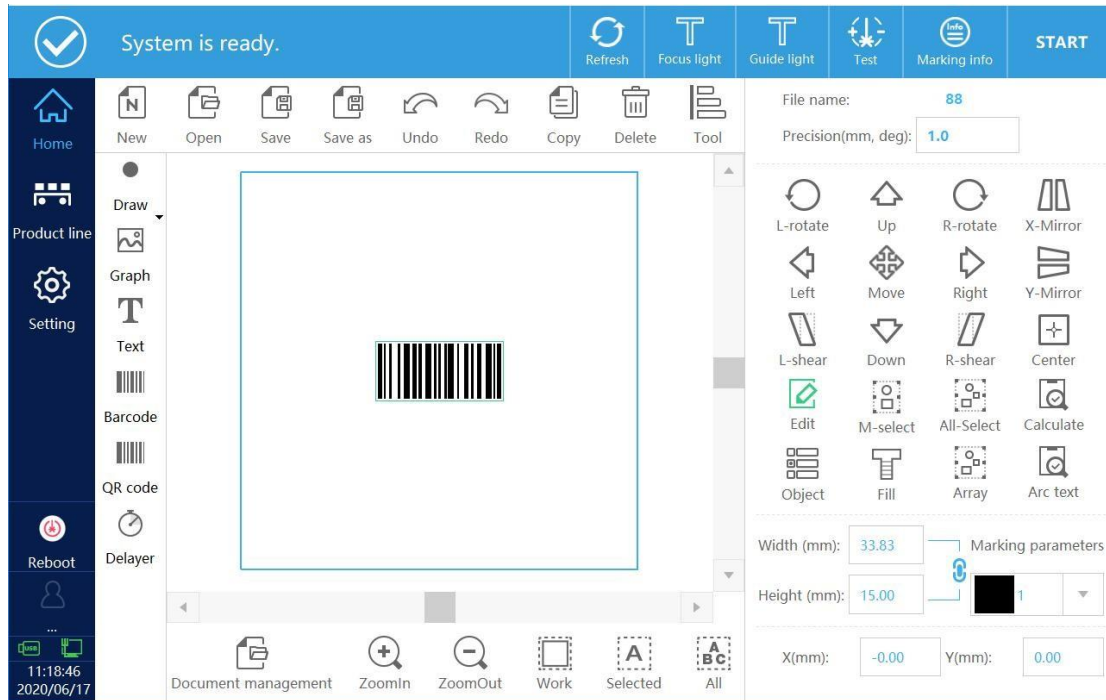 System is ready.
Refresh
Focus light
Guide light
Test
Info
Marking info
START
Home
Product line
Setting
Reboot
...
USB
11:18:46
2020/06/17
N
New
Open
Save
Save as
Undo
Redo
Copy
Delete
Tool
Draw
Graph
T
Text
Barcode
QR code
Delayer
Document management
ZoomIn
ZoomOut
Work
A
Selected
A
B C
All
File name: 88
Precision(mm, deg): 1.0
L-rotate
Up
R-rotate
X-Mirror
Left
Move
Right
Y-Mirror
L-shear
Down
R-shear
Center
Edit
M-select
All-Select
Calculate
Object
Fill
Array
Arc text
Width (mm): 33.83
Marking parameters
Height (mm): 15.00
1
X(mm): -0.00
Y(mm): 0.00